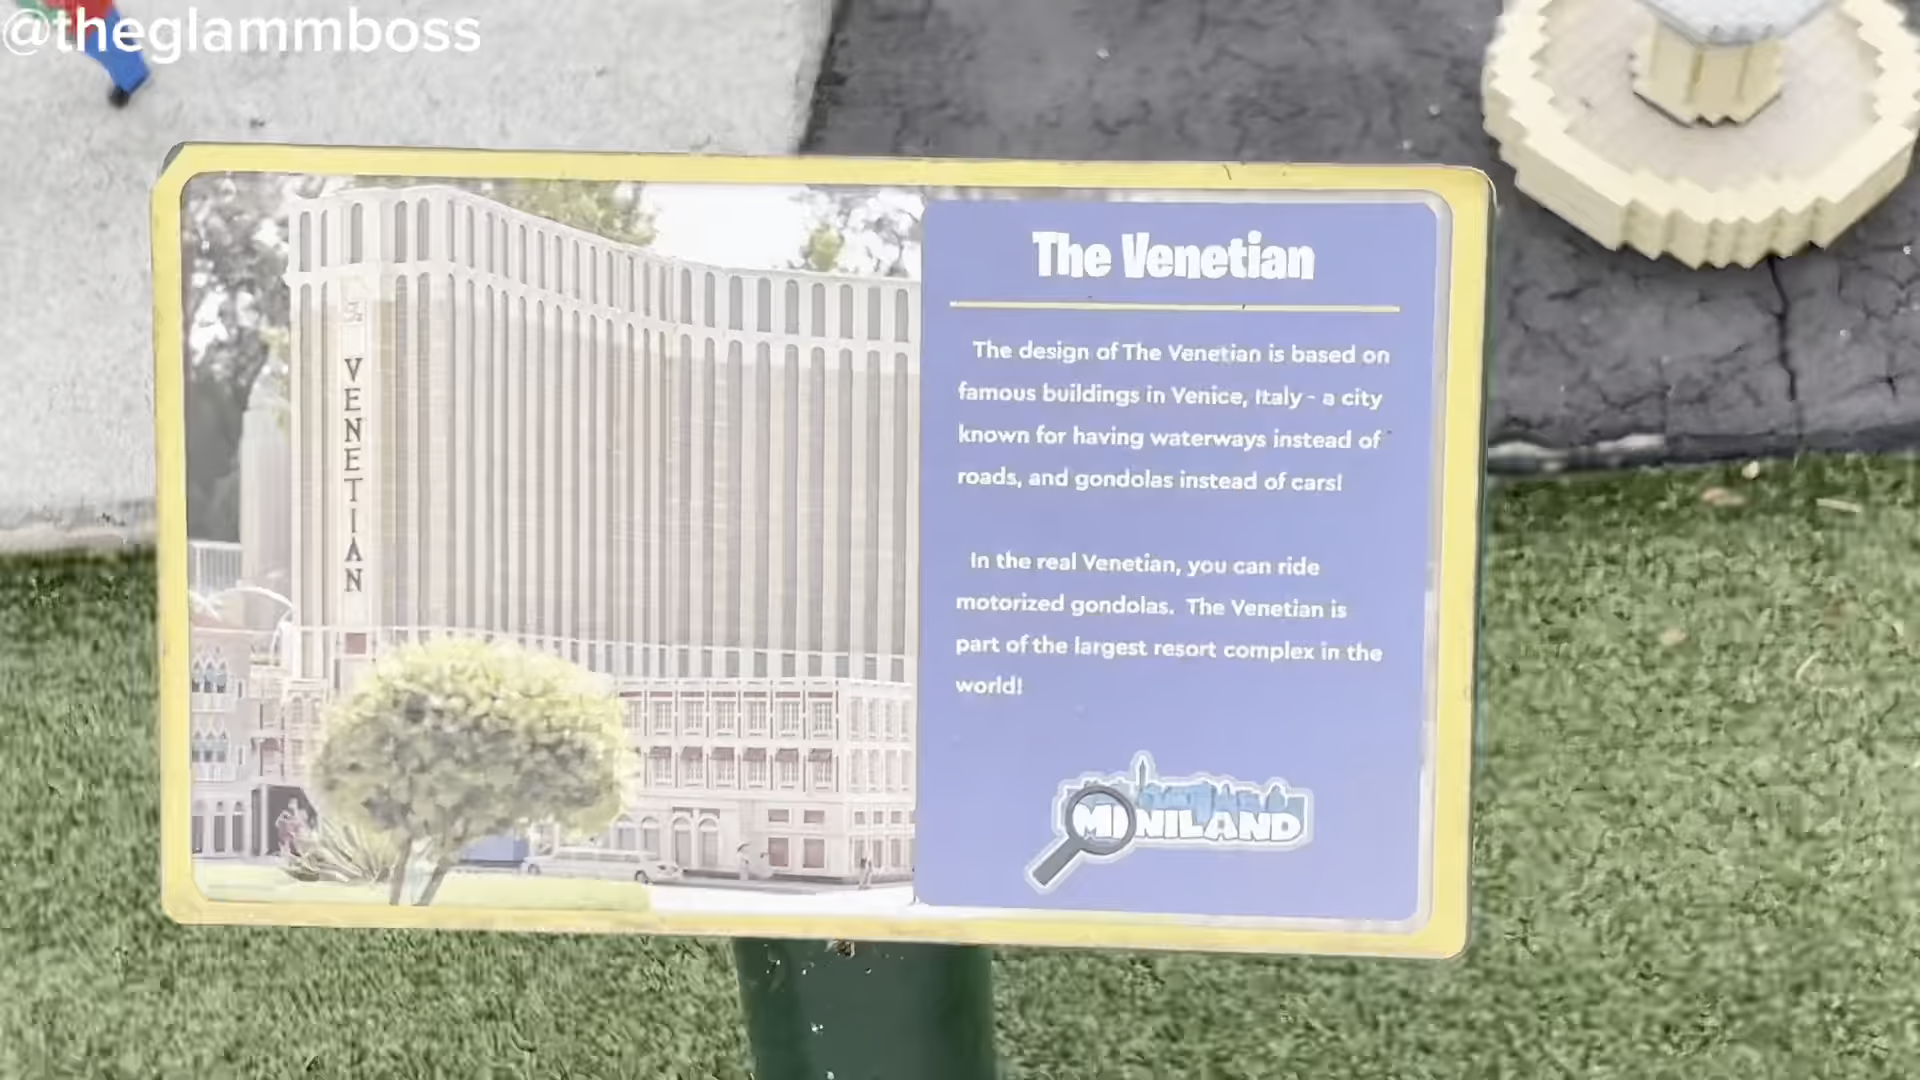 @theglammboss
VENETIAN
The Venetian
The design of The Venetian is based on
famous buildings in Venice, Italy - a city
known for having waterways instead of
roads, and gondolas instead of cars!
In the real Venetian, you can ride
motorized gondolas. The Venetian is
part of the largest resort complex in the
world!
MINILAND